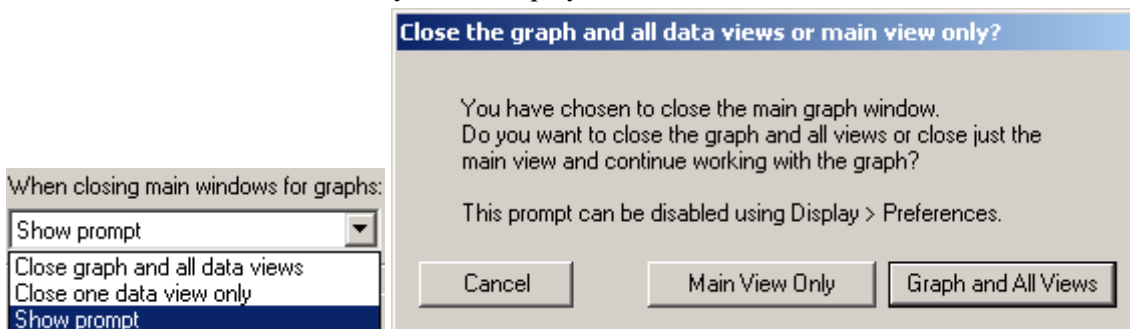 Close the graph and all data views or main view only?
You have chosen to close the main graph window.
Do you want to close the graph and all views or close just the
main view and continue working with the graph?
This prompt can be disabled using Display > Preferences.
Cancel
Main View Only
Graph and All Views
When closing main windows for graphs:
Show prompt
Close graph and all data views
Close one data view only
Show prompt